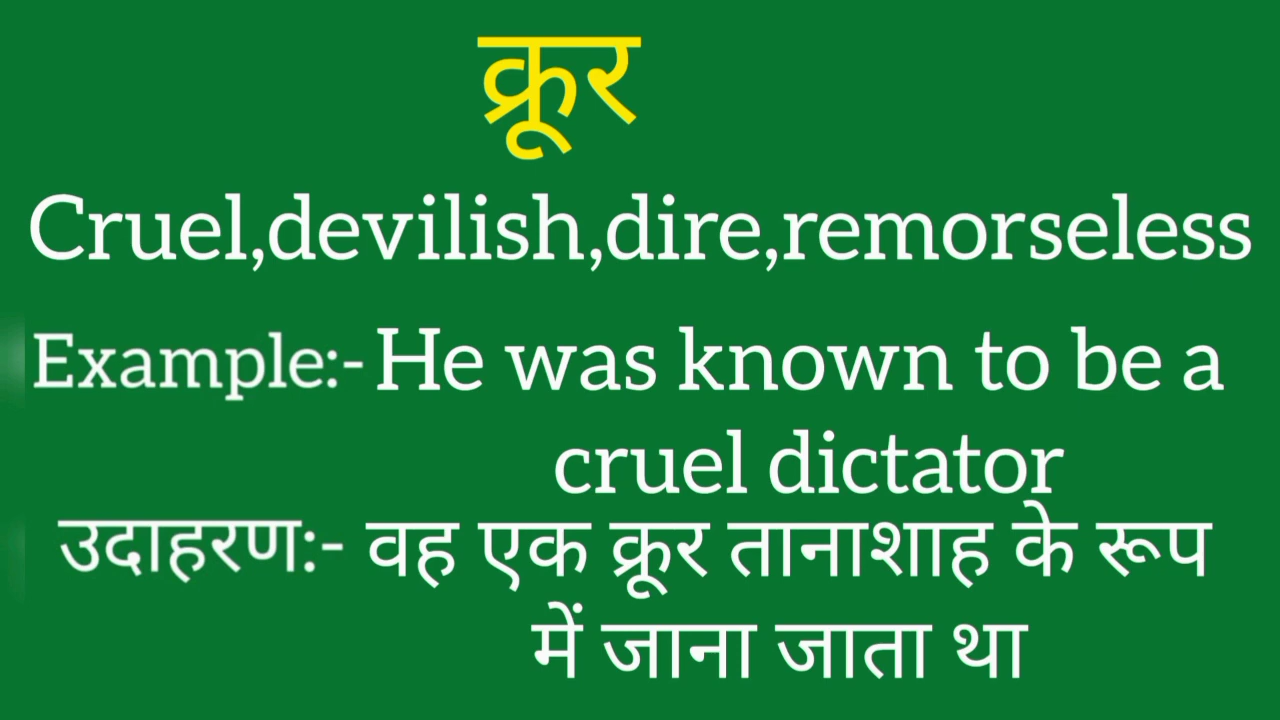 क्रूर
Cruel,devilish,dire,remorseless
Example:- He was known to be a
cruel dictator
उदाहरण:- वह एक क्रूर तानाशाह के रूप
में जाना जाता था